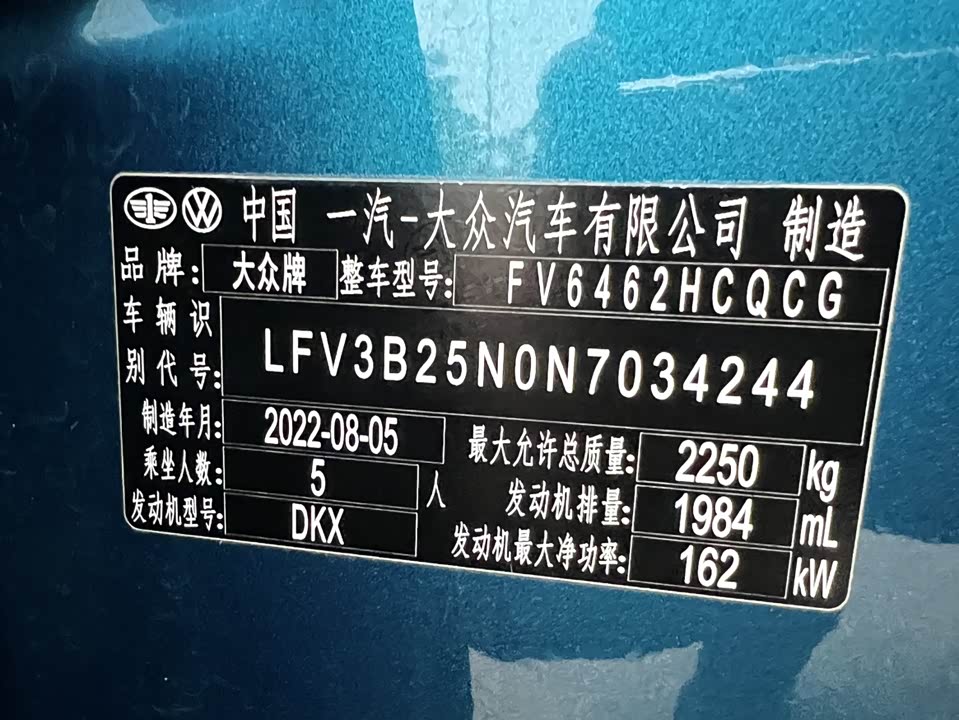 中国 一汽-大众汽车有限公司 制造
品牌: 大众牌 整车型号: FV6462HCQCG
车辆识别代号: LFV3B25N0N7034244
制造年月: 2022-08-05 最大允许总质量: 2250 kg
乘坐人数: 5 人 发动机排量: 1984 mL
发动机型号: DKX 发动机最大净功率: 162 kW